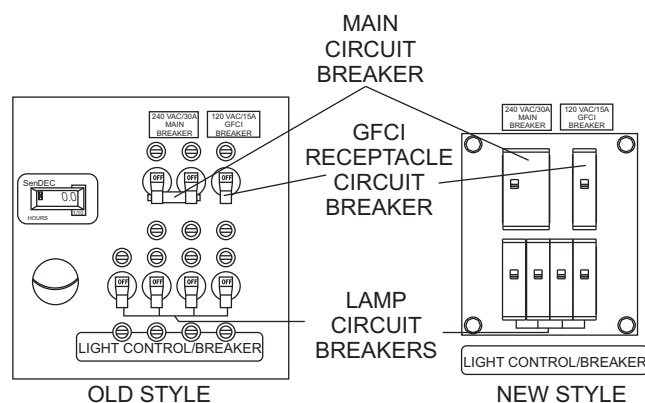 MAIN
CIRCUIT
BREAKER
240 VAC/30A
MAIN
BREAKER
120 VAC/15A
GFCI
BREAKER
240 VAC/30A
MAIN
BREAKER
120 VAC/15A
GFCI
BREAKER
GFCI
RECEPTACLE
CIRCUIT
BREAKER
OFF
OFF
OFF
SenDEC
0.0
HOURS
OFF
OFF
OFF
OFF
LAMP
CIRCUIT
BREAKERS
LIGHT CONTROL/BREAKER
LIGHT CONTROL/BREAKER
OLD STYLE
NEW STYLE